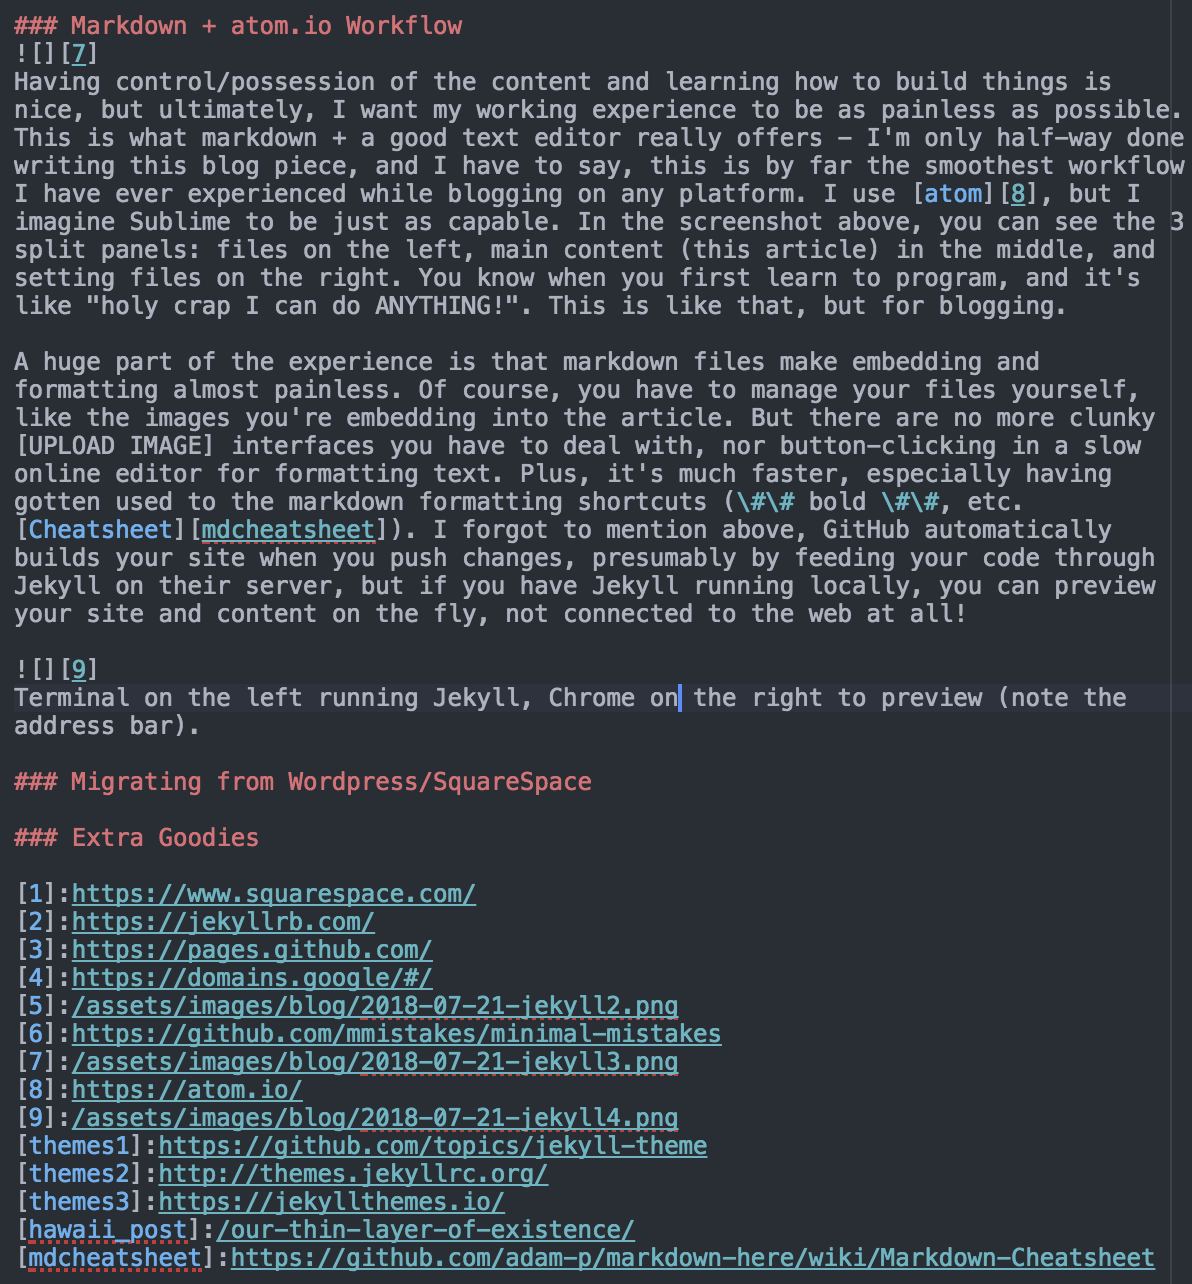 ### Markdown + atom.io Workflow
![][7]
Having control/possession of the content and learning how to build things is
nice, but ultimately, I want my working experience to be as painless as possible.
This is what markdown + a good text editor really offers - I'm only half-way done
writing this blog piece, and I have to say, this is by far the smoothest workflow
I have ever experienced while blogging on any platform. I use [atom][8], but I
imagine Sublime to be just as capable. In the screenshot above, you can see the 3
split panels: files on the left, main content (this article) in the middle, and
setting files on the right. You know when you first learn to program, and it's
like "holy crap I can do ANYTHING!". This is like that, but for blogging.
A huge part of the experience is that markdown files make embedding and
formatting almost painless. Of course, you have to manage your files yourself,
like the images you're embedding into the article. But there are no more clunky
[UPLOAD IMAGE] interfaces you have to deal with, nor button-clicking in a slow
online editor for formatting text. Plus, it's much faster, especially having
gotten used to the markdown formatting shortcuts (\#\# bold \#\#, etc.
[Cheatsheet][mdcheatsheet]). I forgot to mention above, GitHub automatically
builds your site when you push changes, presumably by feeding your code through
Jekyll on their server, but if you have Jekyll running locally, you can preview
your site and content on the fly, not connected to the web at all!
![][9]
Terminal on the left running Jekyll, Chrome on the right to preview (note the
address bar).
### Migrating from Wordpress/SquareSpace
### Extra Goodies
[1]:https://www.squarespace.com/
[2]:https://jekyllrb.com/
[3]:https://pages.github.com/
[4]:https://domains.google/#/
[5]:/assets/images/blog/2018-07-21-jekyll2.png
[6]:https://github.com/mmistakes/minimal-mistakes
[7]:/assets/images/blog/2018-07-21-jekyll3.png
[8]:https://atom.io/
[9]:/assets/images/blog/2018-07-21-jekyll4.png
[themes1]:https://github.com/topics/jekyll-theme
[themes2]:http://themes.jekyllrc.org/
[themes3]:https://jekyllthemes.io/
[hawaii_post]:/our-thin-layer-of-existence/
[mdcheatsheet]:https://github.com/adam-p/markdown-here/wiki/Markdown-Cheatsheet